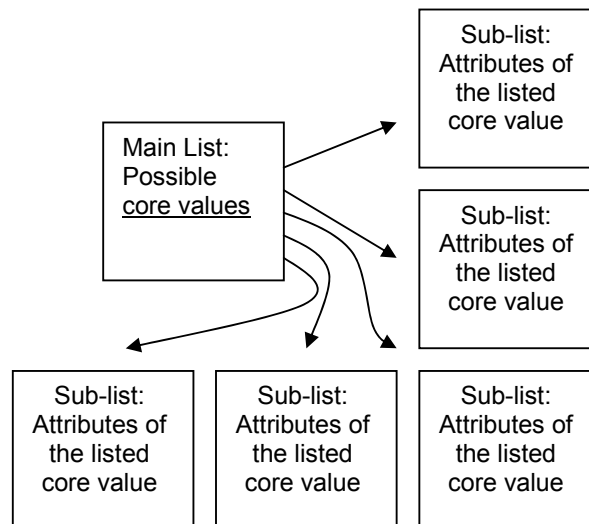 Sub-list:
Attributes of
the listed
core value
Main List:
Possible
core values
Sub-list:
Attributes of
the listed
core value
Sub-list:
Attributes of
the listed
core value
Sub-list:
Attributes of
the listed
core value
Sub-list:
Attributes of
the listed
core value